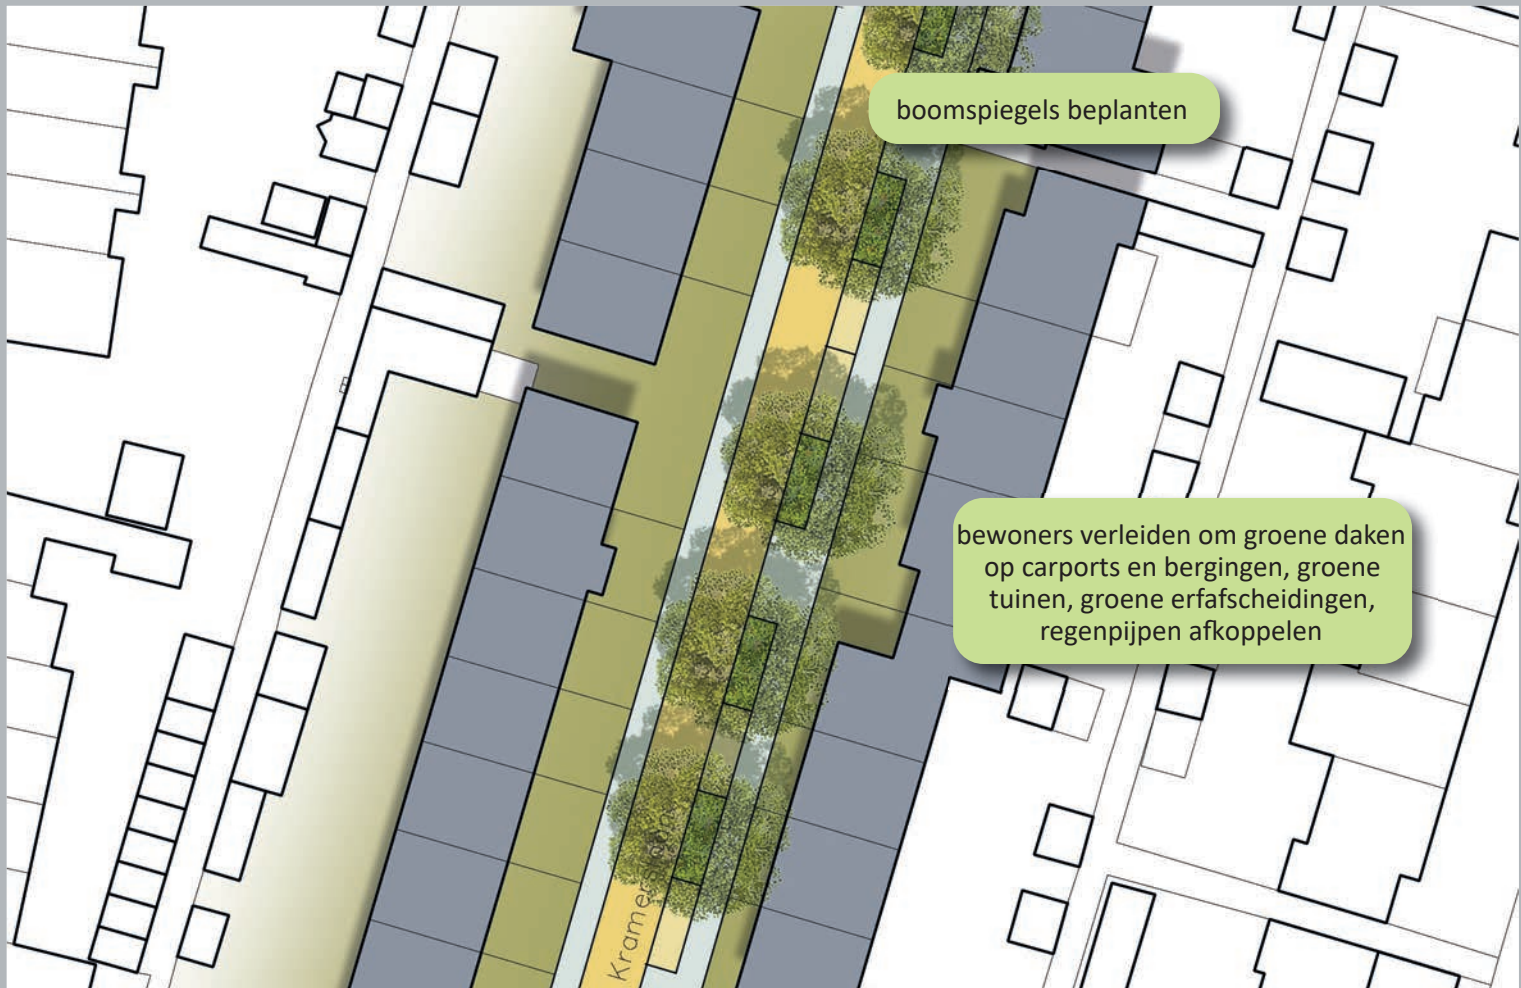 boomspiegels beplanten
bewoners verleiden om groene daken
op carports en bergingen, groene
tuinen, groene erfafscheidingen,
regenpijpen afkoppelen